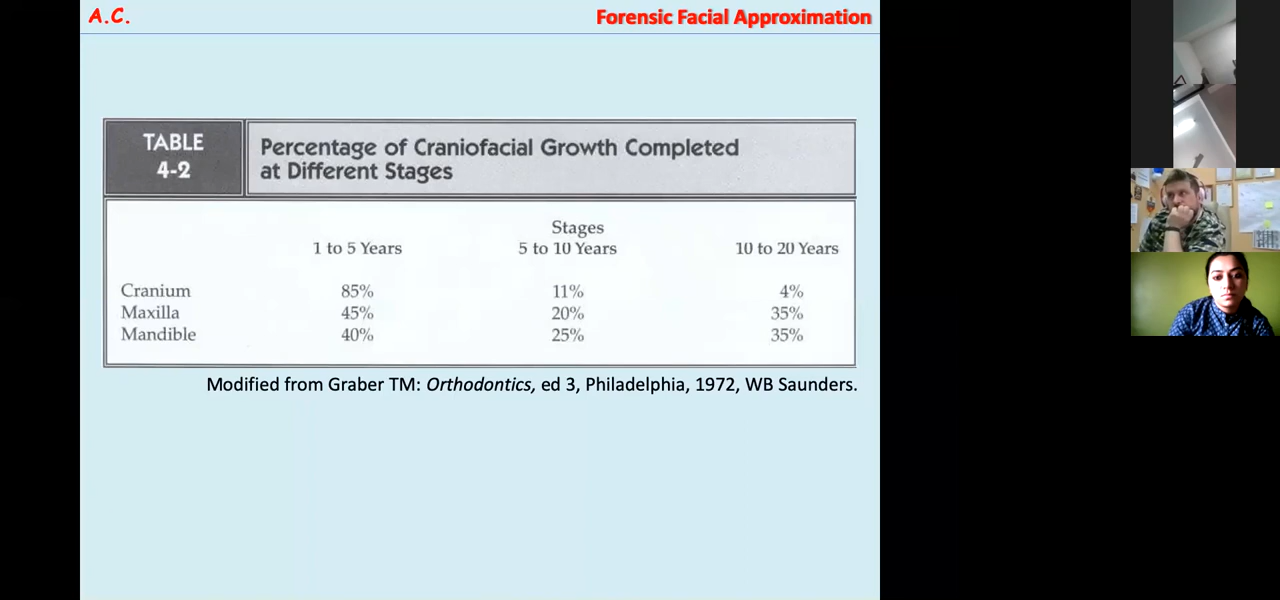 A.C.
Forensic Facial Approximation
TABLE
4-2
Percentage of Craniofacial Growth Completed
at Different Stages
Stages
1 to 5 Years 5 to 10 Years 10 to 20 Years
Cranium 85% 11% 4%
Maxilla 45% 20% 35%
Mandible 40% 25% 35%
Modified from Graber TM: Orthodontics, ed 3, Philadelphia, 1972, WB Saunders.